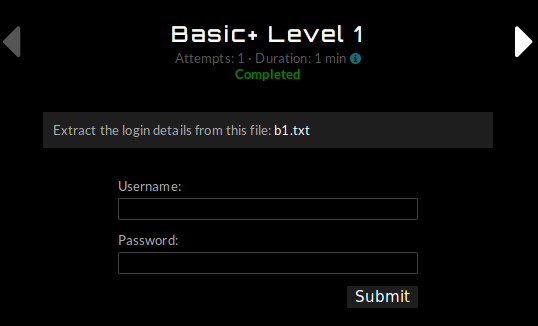 Basic+ Level 1
Attempts: 1 · Duration: 1 min
Completed
Extract the login details from this file: b1.txt
Username:
Password:
Submit